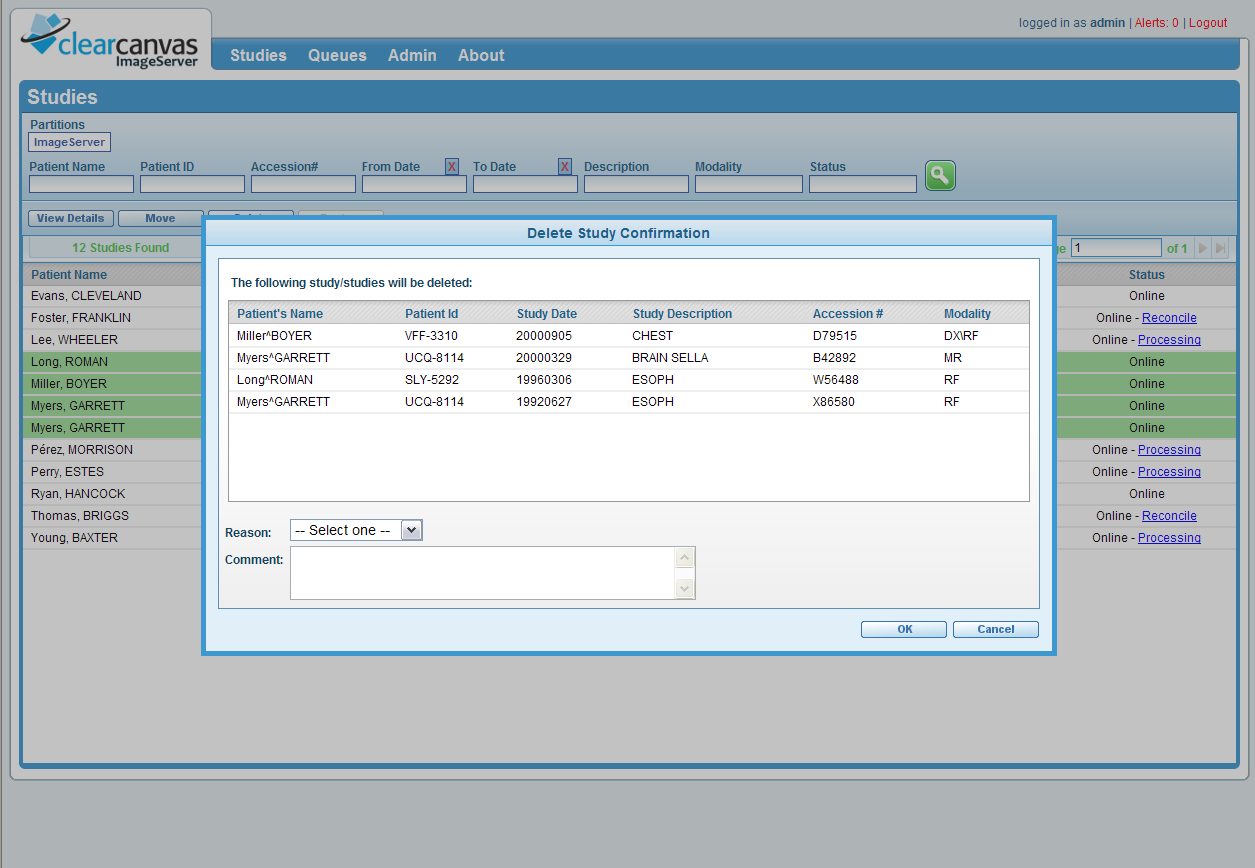 logged in as admin | Alerts: 0 | Logout
clearcanvas
ImageServer
Studies Queues Admin About
Studies
Partitions
ImageServer
Patient Name Patient ID Accession# From Date X To Date X Description Modality Status
View Details Move
12 Studies Found
1 of 1
Delete Study Confirmation
The following study/studies will be deleted:
Patient's Name Patient Id Study Date Study Description Accession # Modality
Miller^BOYER VFF-3310 20000905 CHEST D79515 DX\RF
Myers^GARRETT UCQ-8114 20000329 BRAIN SELLA B42892 MR
Long^ROMAN SLY-5292 19960306 ESOPH W56488 RF
Myers^GARRETT UCQ-8114 19920627 ESOPH X86580 RF
Reason: -- Select one --
Comment:
OK Cancel
Patient Name Status
Evans, CLEVELAND Online
Foster, FRANKLIN Online - Reconcile
Lee, WHEELER Online - Processing
Long, ROMAN Online
Miller, BOYER Online
Myers, GARRETT Online
Myers, GARRETT Online
Pérez, MORRISON Online - Processing
Perry, ESTES Online - Processing
Ryan, HANCOCK Online
Thomas, BRIGGS Online - Reconcile
Young, BAXTER Online - Processing